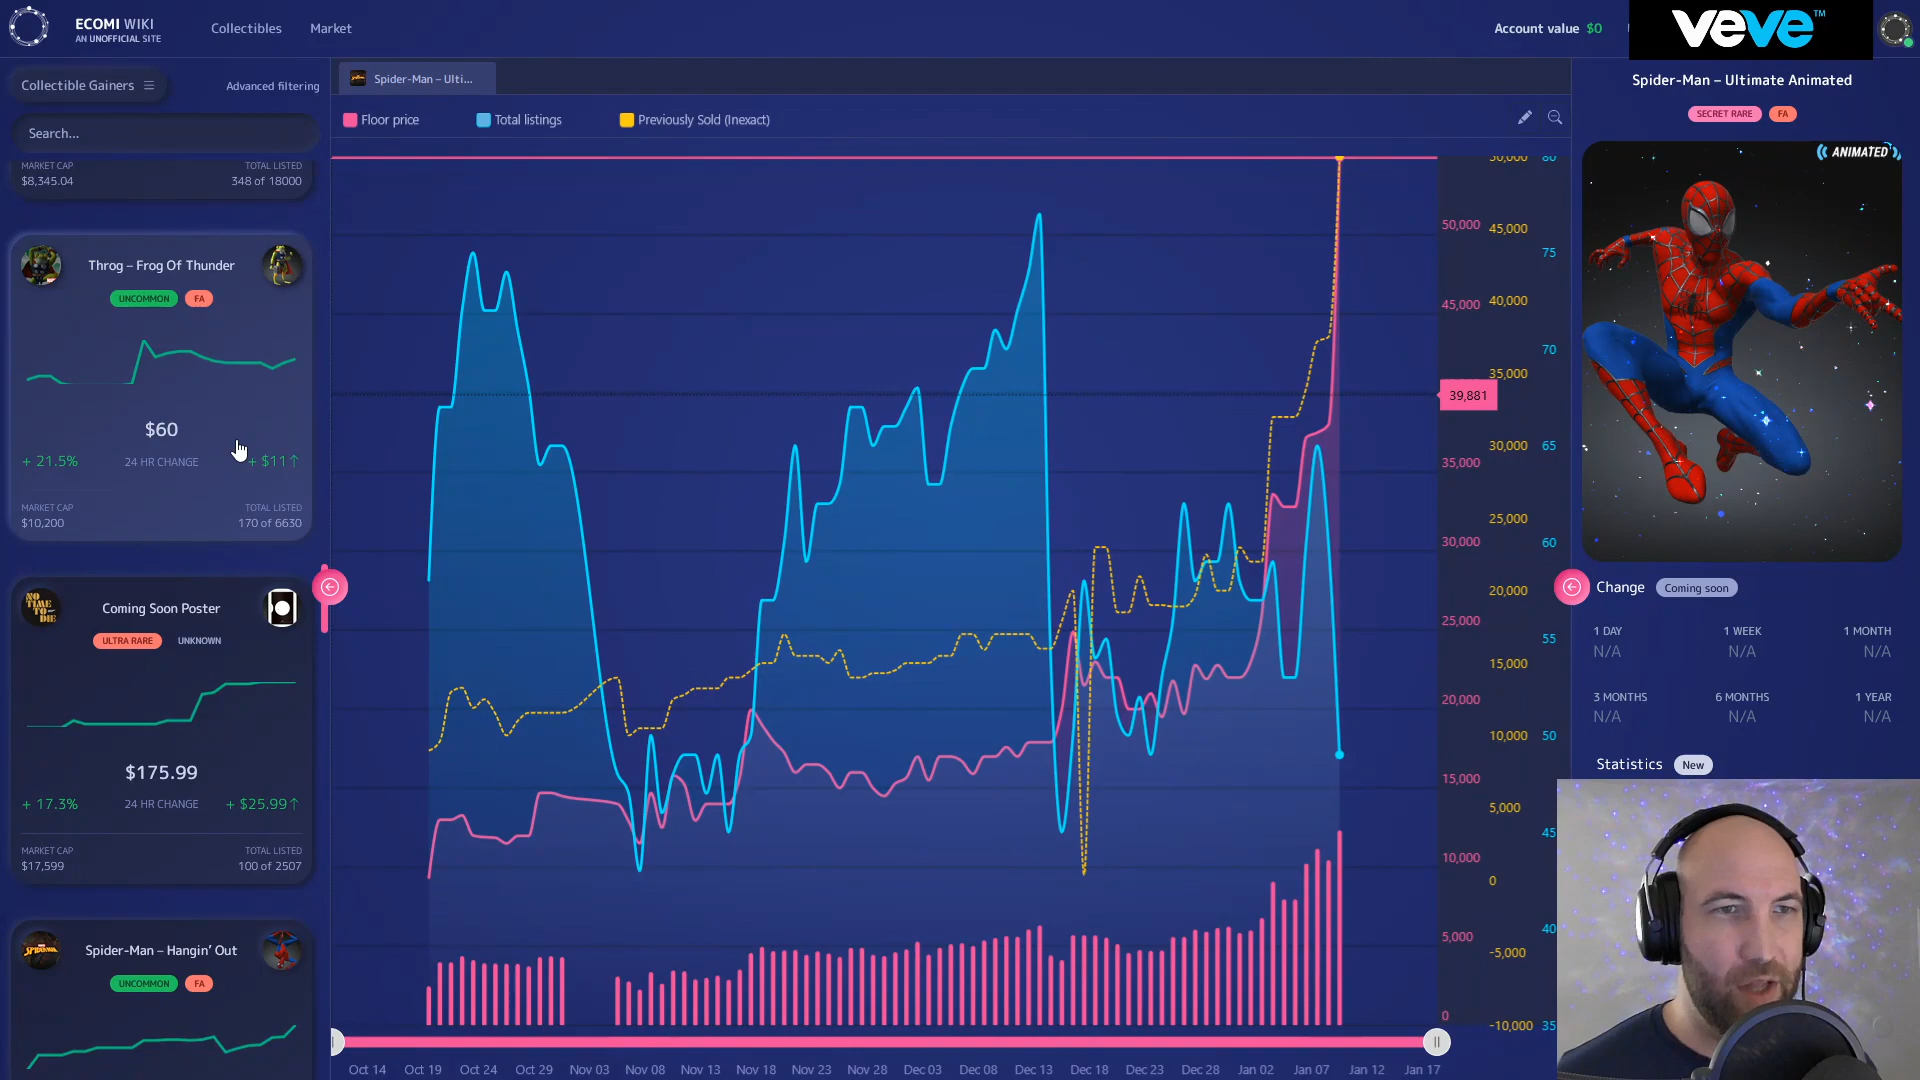 ECOMI WIKI
AN UNOFFICIAL SITE
Collectibles
Market
Account value $0
veve™
Collectible Gainers
Advanced filtering
Search...
MARKET CAP
TOTAL LISTED
$8,345.04
348 of 18000
Throg – Frog Of Thunder
UNCOMMON
FA
$60
+ 21.5%
24 HR CHANGE
+ $11↑
MARKET CAP
TOTAL LISTED
$10,200
170 of 6630
NO TIME TO DIE
Coming Soon Poster
ULTRA RARE
UNKNOWN
$175.99
+ 17.3%
24 HR CHANGE
+ $25.99↑
MARKET CAP
TOTAL LISTED
$17,599
100 of 2507
Spider-Man – Hangin' Out
UNCOMMON
FA
Spider-Man – Ulti...
Floor price
Total listings
Previously Sold (Inexact)
50,000
45,000
39,881
35,000
30,000
25,000
20,000
15,000
10,000
5,000
0
50,000
45,000
40,000
35,000
30,000
25,000
20,000
15,000
10,000
5,000
0
-5,000
-10,000
80
75
70
65
60
55
50
45
40
35
Oct 14
Oct 19
Oct 24
Oct 29
Nov 03
Nov 08
Nov 13
Nov 18
Nov 23
Nov 28
Dec 03
Dec 08
Dec 13
Dec 18
Dec 23
Dec 28
Jan 02
Jan 07
Jan 12
Jan 17
Spider-Man – Ultimate Animated
SECRET RARE
FA
ANIMATED
Change
Coming soon
1 DAY
1 WEEK
1 MONTH
N/A
N/A
N/A
3 MONTHS
6 MONTHS
1 YEAR
N/A
N/A
N/A
Statistics
New